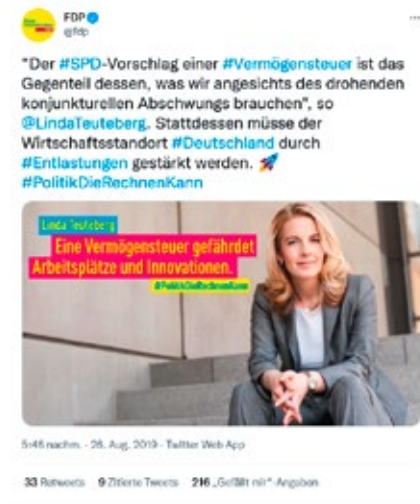 FDP
@fdp
"Der #SPD-Vorschlag einer #Vermögensteuer ist das
Gegenteil dessen, was wir angesichts des drohenden
konjunkturellen Abschwungs brauchen", so
@LindaTeuteberg. Stattdessen müsse der
Wirtschaftsstandort #Deutschland durch
#Entlastungen gestärkt werden. 🚀
#PolitikDieRechnenKann
Linda Teuteberg
Eine Vermögensteuer gefährdet
Arbeitsplätze und Innovationen.
#PolitikDieRechnenKann
5:46 nachm. · 26. Aug. 2019 · Twitter Web App
33 Retweets 9 Zitierte Tweets 216 „Gefällt mir“-Angaben